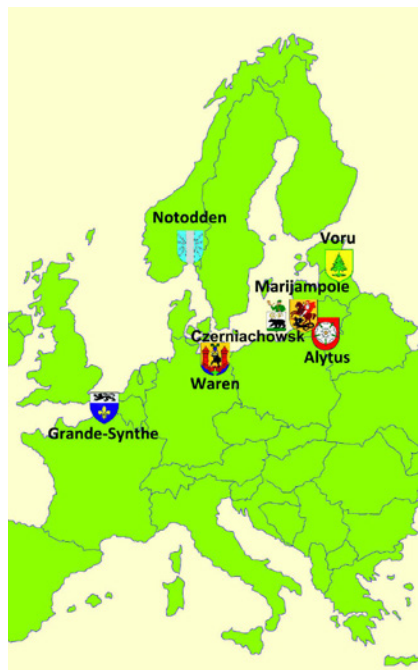 Notodden
Voru
Marijampole
Czerniachowsk
Alytus
Waren
Grande-Synthe